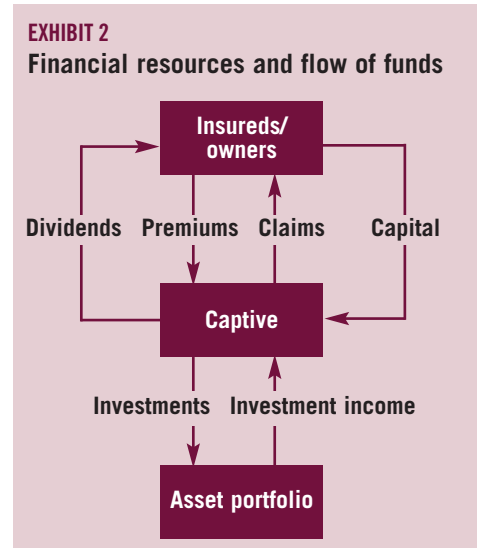 EXHIBIT 2
Financial resources and flow of funds
Insureds/
owners
Dividends Premiums Claims Capital
Captive
Investments Investment income
Asset portfolio